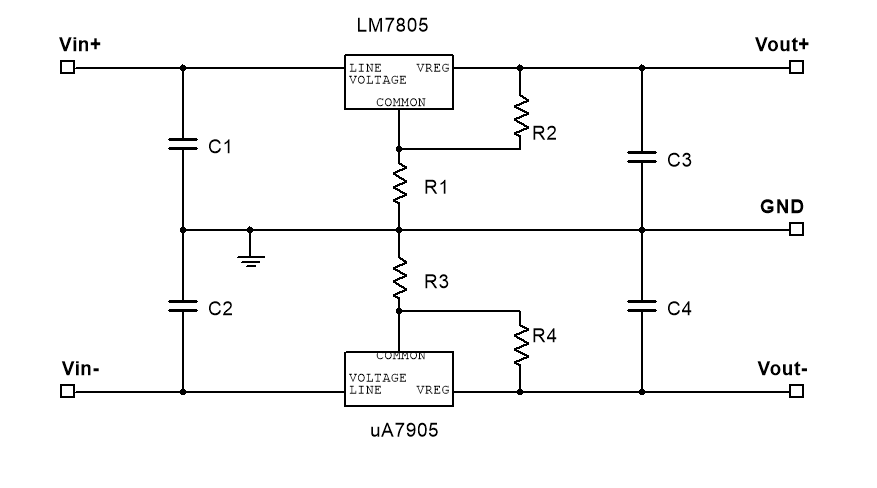 LM7805
Vin+
Vout+
LINE VREG
VOLTAGE
COMMON
R2
C1
C3
R1
GND
R3
C2
C4
R4
COMMON
Vin-
Vout-
VOLTAGE
LINE VREG
uA7905